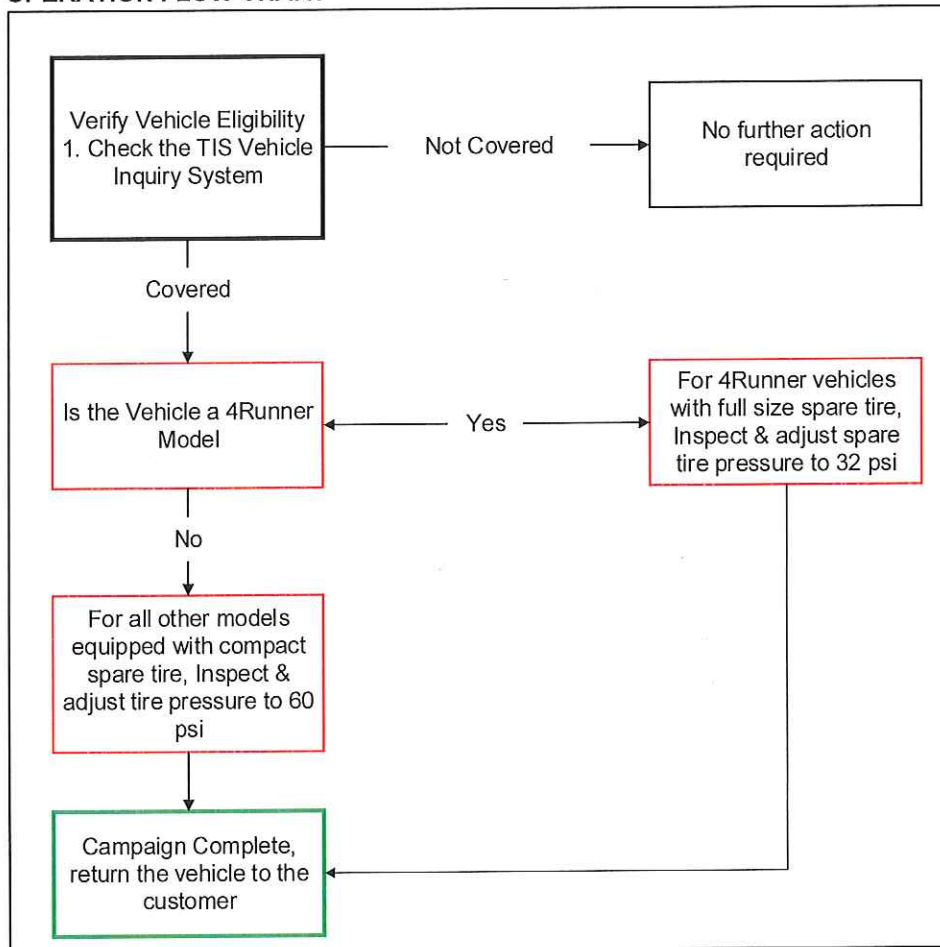 OPERATION FLOW CHART
Verify Vehicle Eligibility
1. Check the TIS Vehicle
Inquiry System
Not Covered
No further action
required
Covered
Is the Vehicle a 4Runner
Model
Yes
For 4Runner vehicles
with full size spare tire,
Inspect & adjust spare
tire pressure to 32 psi
No
For all other models
equipped with compact
spare tire, Inspect &
adjust tire pressure to 60
psi
Campaign Complete,
return the vehicle to the
customer